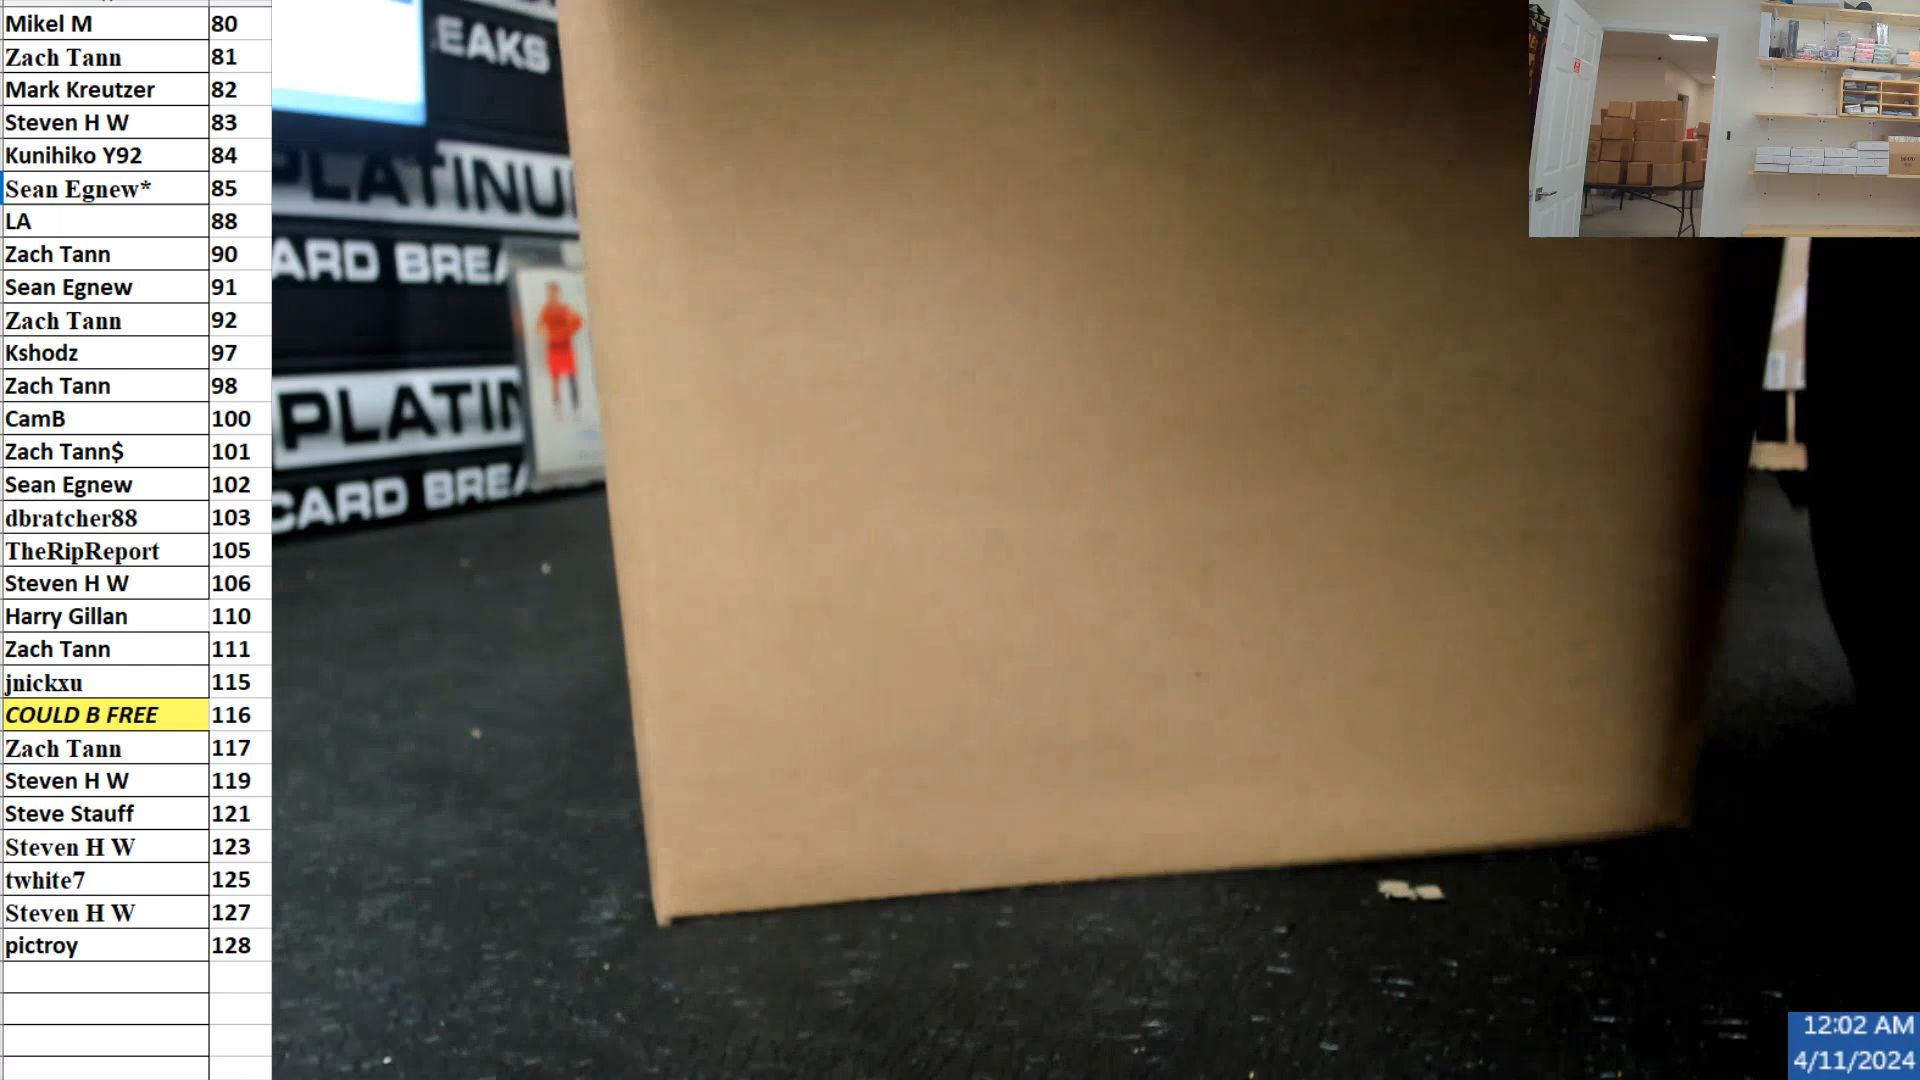 Mikel M 80
Zach Tann 81
Mark Kreutzer 82
Steven H W 83
Kunihiko Y92 84
Sean Egnew* 85
LA 88
Zach Tann 90
Sean Egnew 91
Zach Tann 92
Kshodz 97
Zach Tann 98
CamB 100
Zach Tann$ 101
Sean Egnew 102
dbratcher88 103
TheRipReport 105
Steven H W 106
Harry Gillan 110
Zach Tann 111
jnickxu 115
COULD B FREE 116
Zach Tann 117
Steven H W 119
Steve Stauff 121
Steven H W 123
twhite7 125
Steven H W 127
pictroy 128
EAKS
PLATINU
ARD BREA
PLATIN
CARD BREA
12:02 AM
4/11/2024